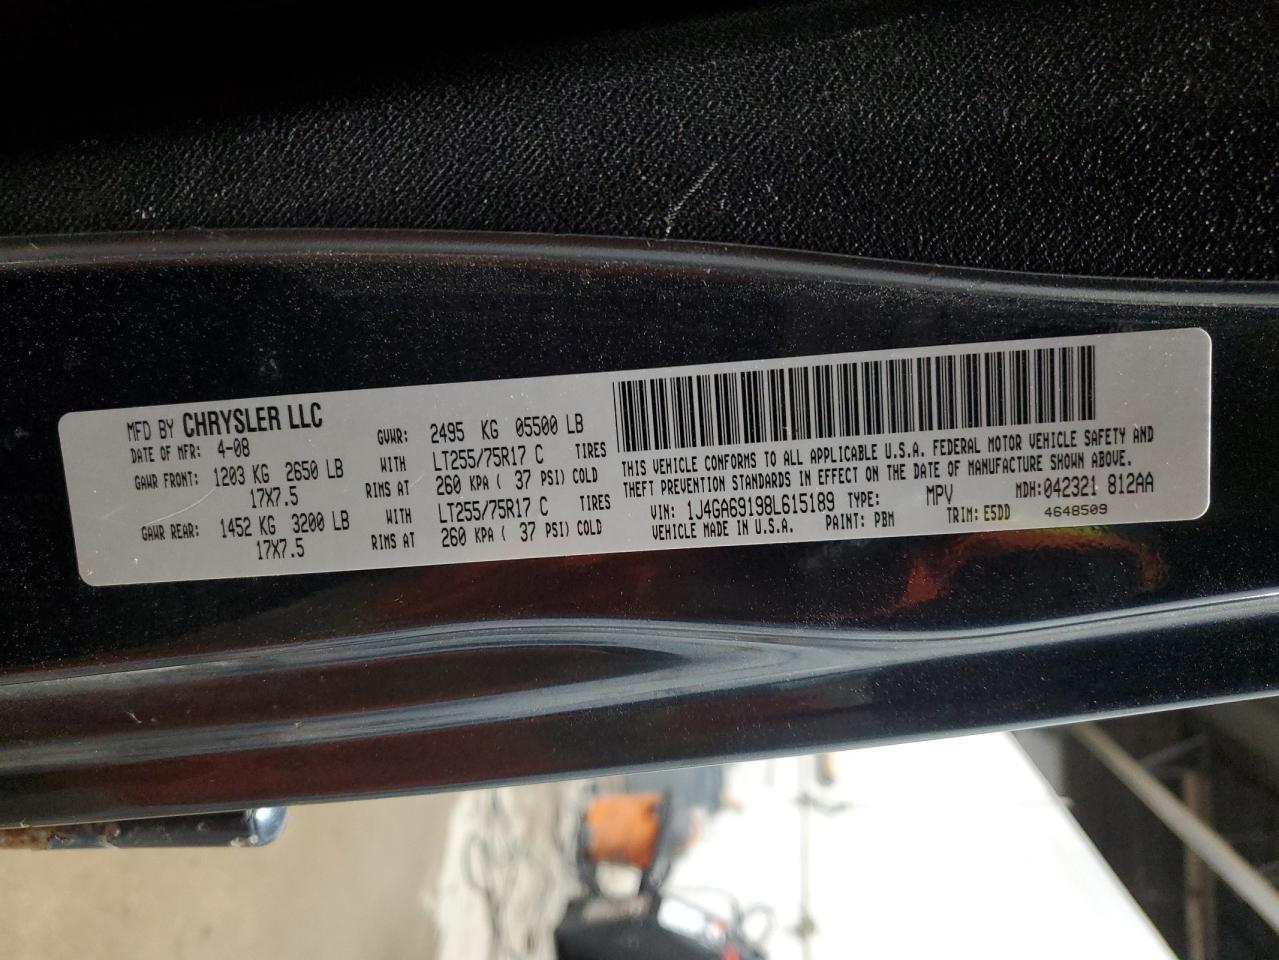 MFD BY CHRYSLER LLC
DATE OF MFR: 4-08 GVWR: 2495 KG 05500 LB
GAWR FRONT: 1203 KG 2650 LB WITH LT255/75R17 C TIRES
17X7.5 RIMS AT 260 KPA ( 37 PSI) COLD
GAWR REAR: 1452 KG 3200 LB WITH LT255/75R17 C TIRES
17X7.5 RIMS AT 260 KPA ( 37 PSI) COLD
THIS VEHICLE CONFORMS TO ALL APPLICABLE U.S.A. FEDERAL MOTOR VEHICLE SAFETY AND
THEFT PREVENTION STANDARDS IN EFFECT ON THE DATE OF MANUFACTURE SHOWN ABOVE.
VIN: 1J4GA69198L615189 TYPE: MPV MDH:042321 812AA
VEHICLE MADE IN U.S.A. PAINT: PBM TRIM: E5DD 4648509